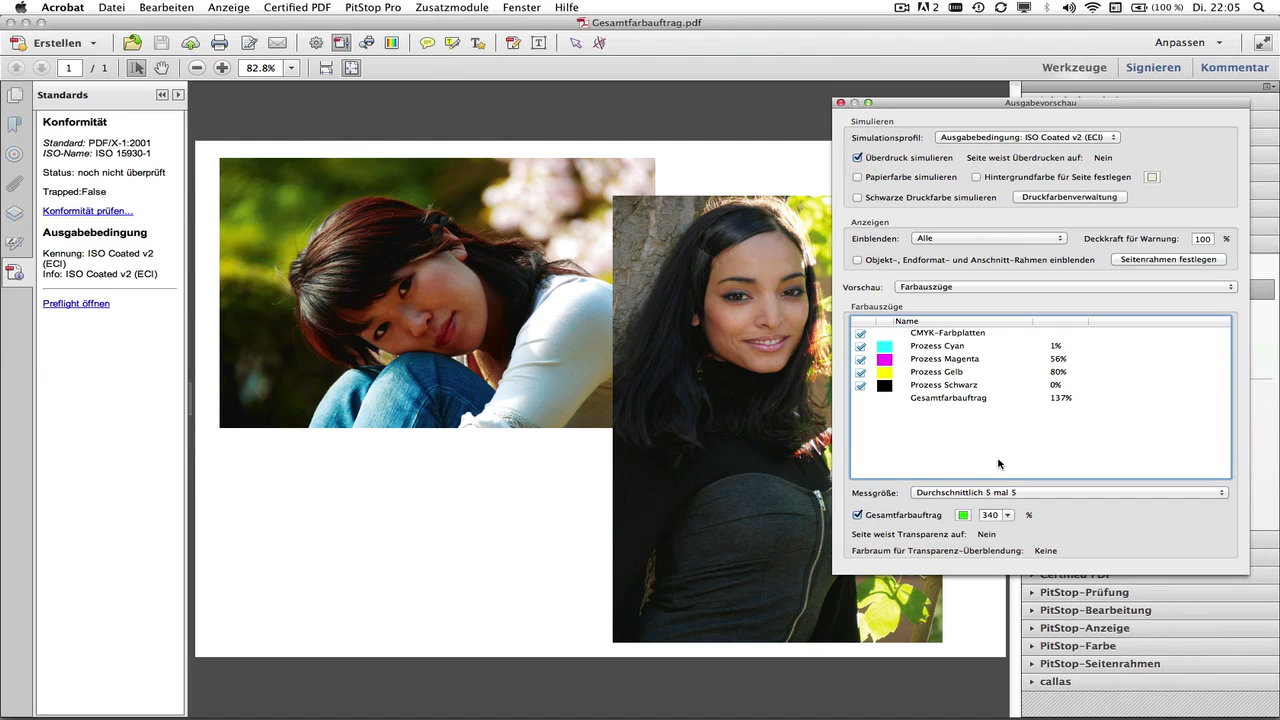 Acrobat Datei Bearbeiten Anzeige Certified PDF PitStop Pro Zusatzmodule Fenster Hilfe 2 (100 %) Di. 22:05
Gesamtfarbauftrag.pdf
Erstellen Anpassen
1 / 1 82.8% Werkzeuge Signieren Kommentar
Standards
Konformität
Standard: PDF/X-1:2001
ISO-Name: ISO 15930-1
Status: noch nicht überprüft
Trapped:False
Konformität prüfen...
Ausgabebedingung
Kennung: ISO Coated v2
(ECI)
Info: ISO Coated v2 (ECI)
Preflight öffnen
Ausgabevorschau
Simulieren
Simulationsprofil: Ausgabebedingung: ISO Coated v2 (ECI)
Überdruck simulieren Seite weist Überdrucken auf: Nein
Papierfarbe simulieren Hintergrundfarbe für Seite festlegen
Schwarze Druckfarbe simulieren Druckfarbenverwaltung
Anzeigen
Einblenden: Alle Deckkraft für Warnung: 100 %
Objekt-, Endformat- und Anschnitt-Rahmen einblenden Seitenrahmen festlegen
Vorschau: Farbauszüge
Farbauszüge
Name
CMYK-Farbplatten
Prozess Cyan 1%
Prozess Magenta 56%
Prozess Gelb 80%
Prozess Schwarz 0%
Gesamtfarbauftrag 137%
Messgröße: Durchschnittlich 5 mal 5
Gesamtfarbauftrag 340 %
Seite weist Transparenz auf: Nein
Farbraum für Transparenz-Überblendung: Keine
Certified PDF
PitStop-Prüfung
PitStop-Bearbeitung
PitStop-Anzeige
PitStop-Farbe
PitStop-Seitenrahmen
callas